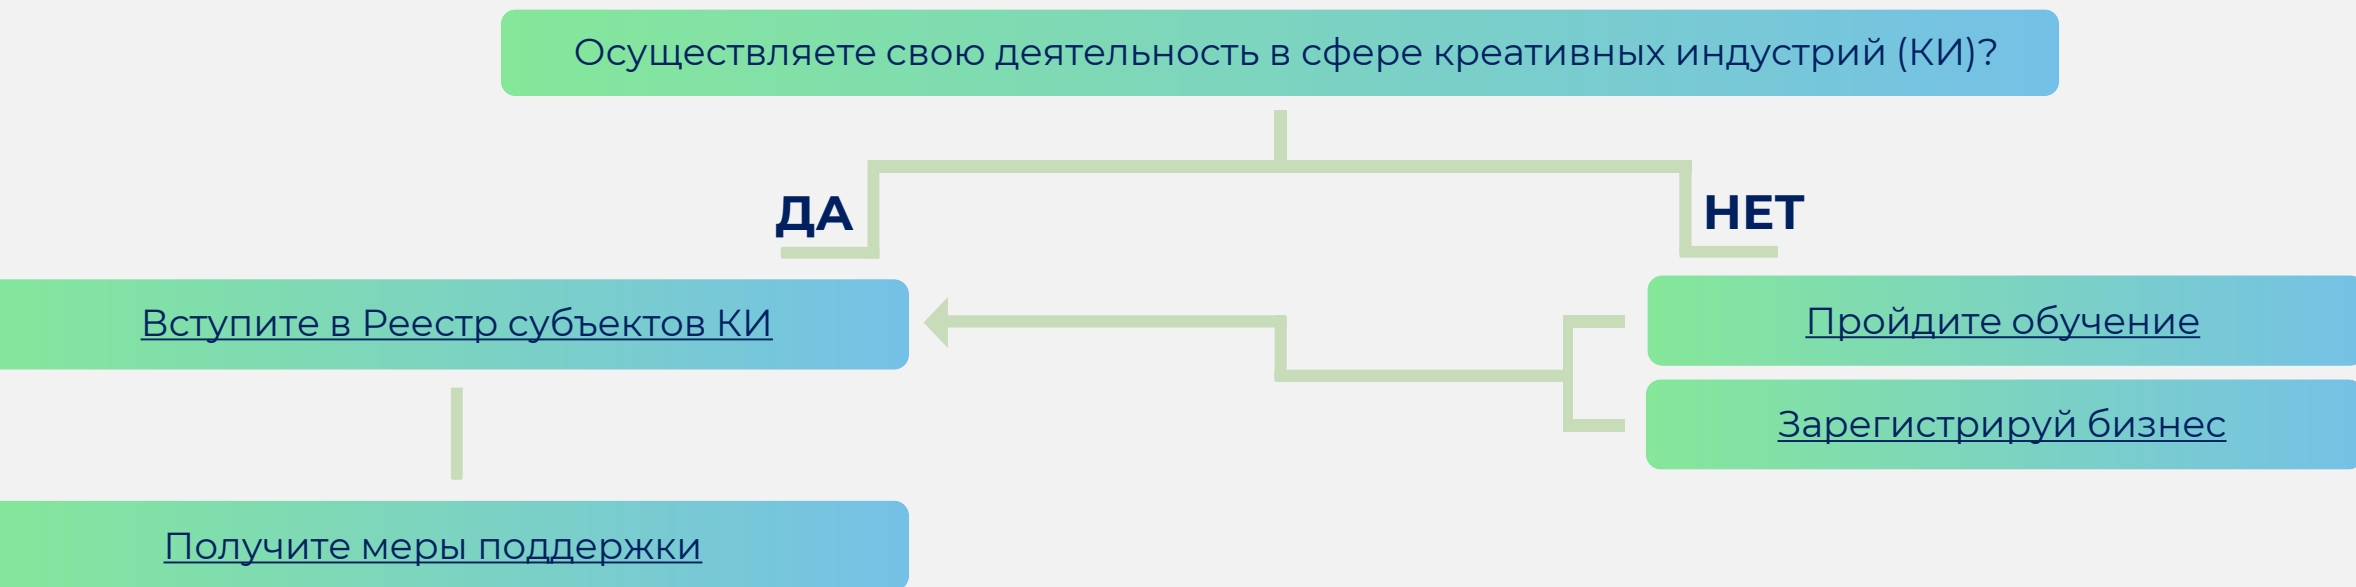 Осуществляете свою деятельность в сфере креативных индустрий (КИ)?
ДА
НЕТ
Вступите в Реестр субъектов КИ
Пройдите обучение
Зарегистрируй бизнес
Получите меры поддержки